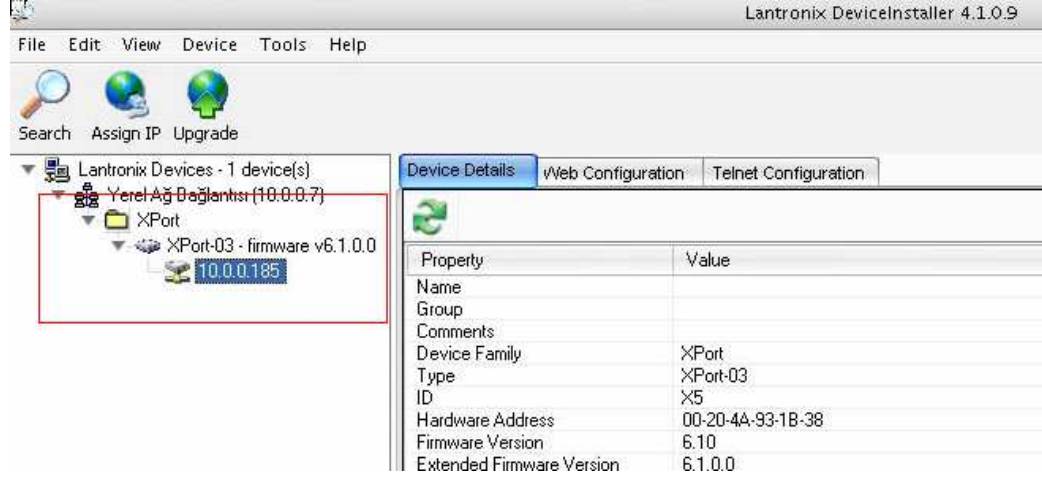 Lantronix DeviceInstaller 4.1.0.9
File Edit View Device Tools Help
Search Assign IP Upgrade
Lantronix Devices - 1 device(s)
Yerel Ağ Bağlantısı (10.0.0.7)
XPort
XPort-03 - firmware v6.1.0.0
10.0.0.185
Device Details Web Configuration Telnet Configuration
Property Value
Name
Group
Comments
Device Family XPort
Type XPort-03
ID X5
Hardware Address 00-20-4A-93-1B-38
Firmware Version 6.10
Extended Firmware Version 6.1.0.0